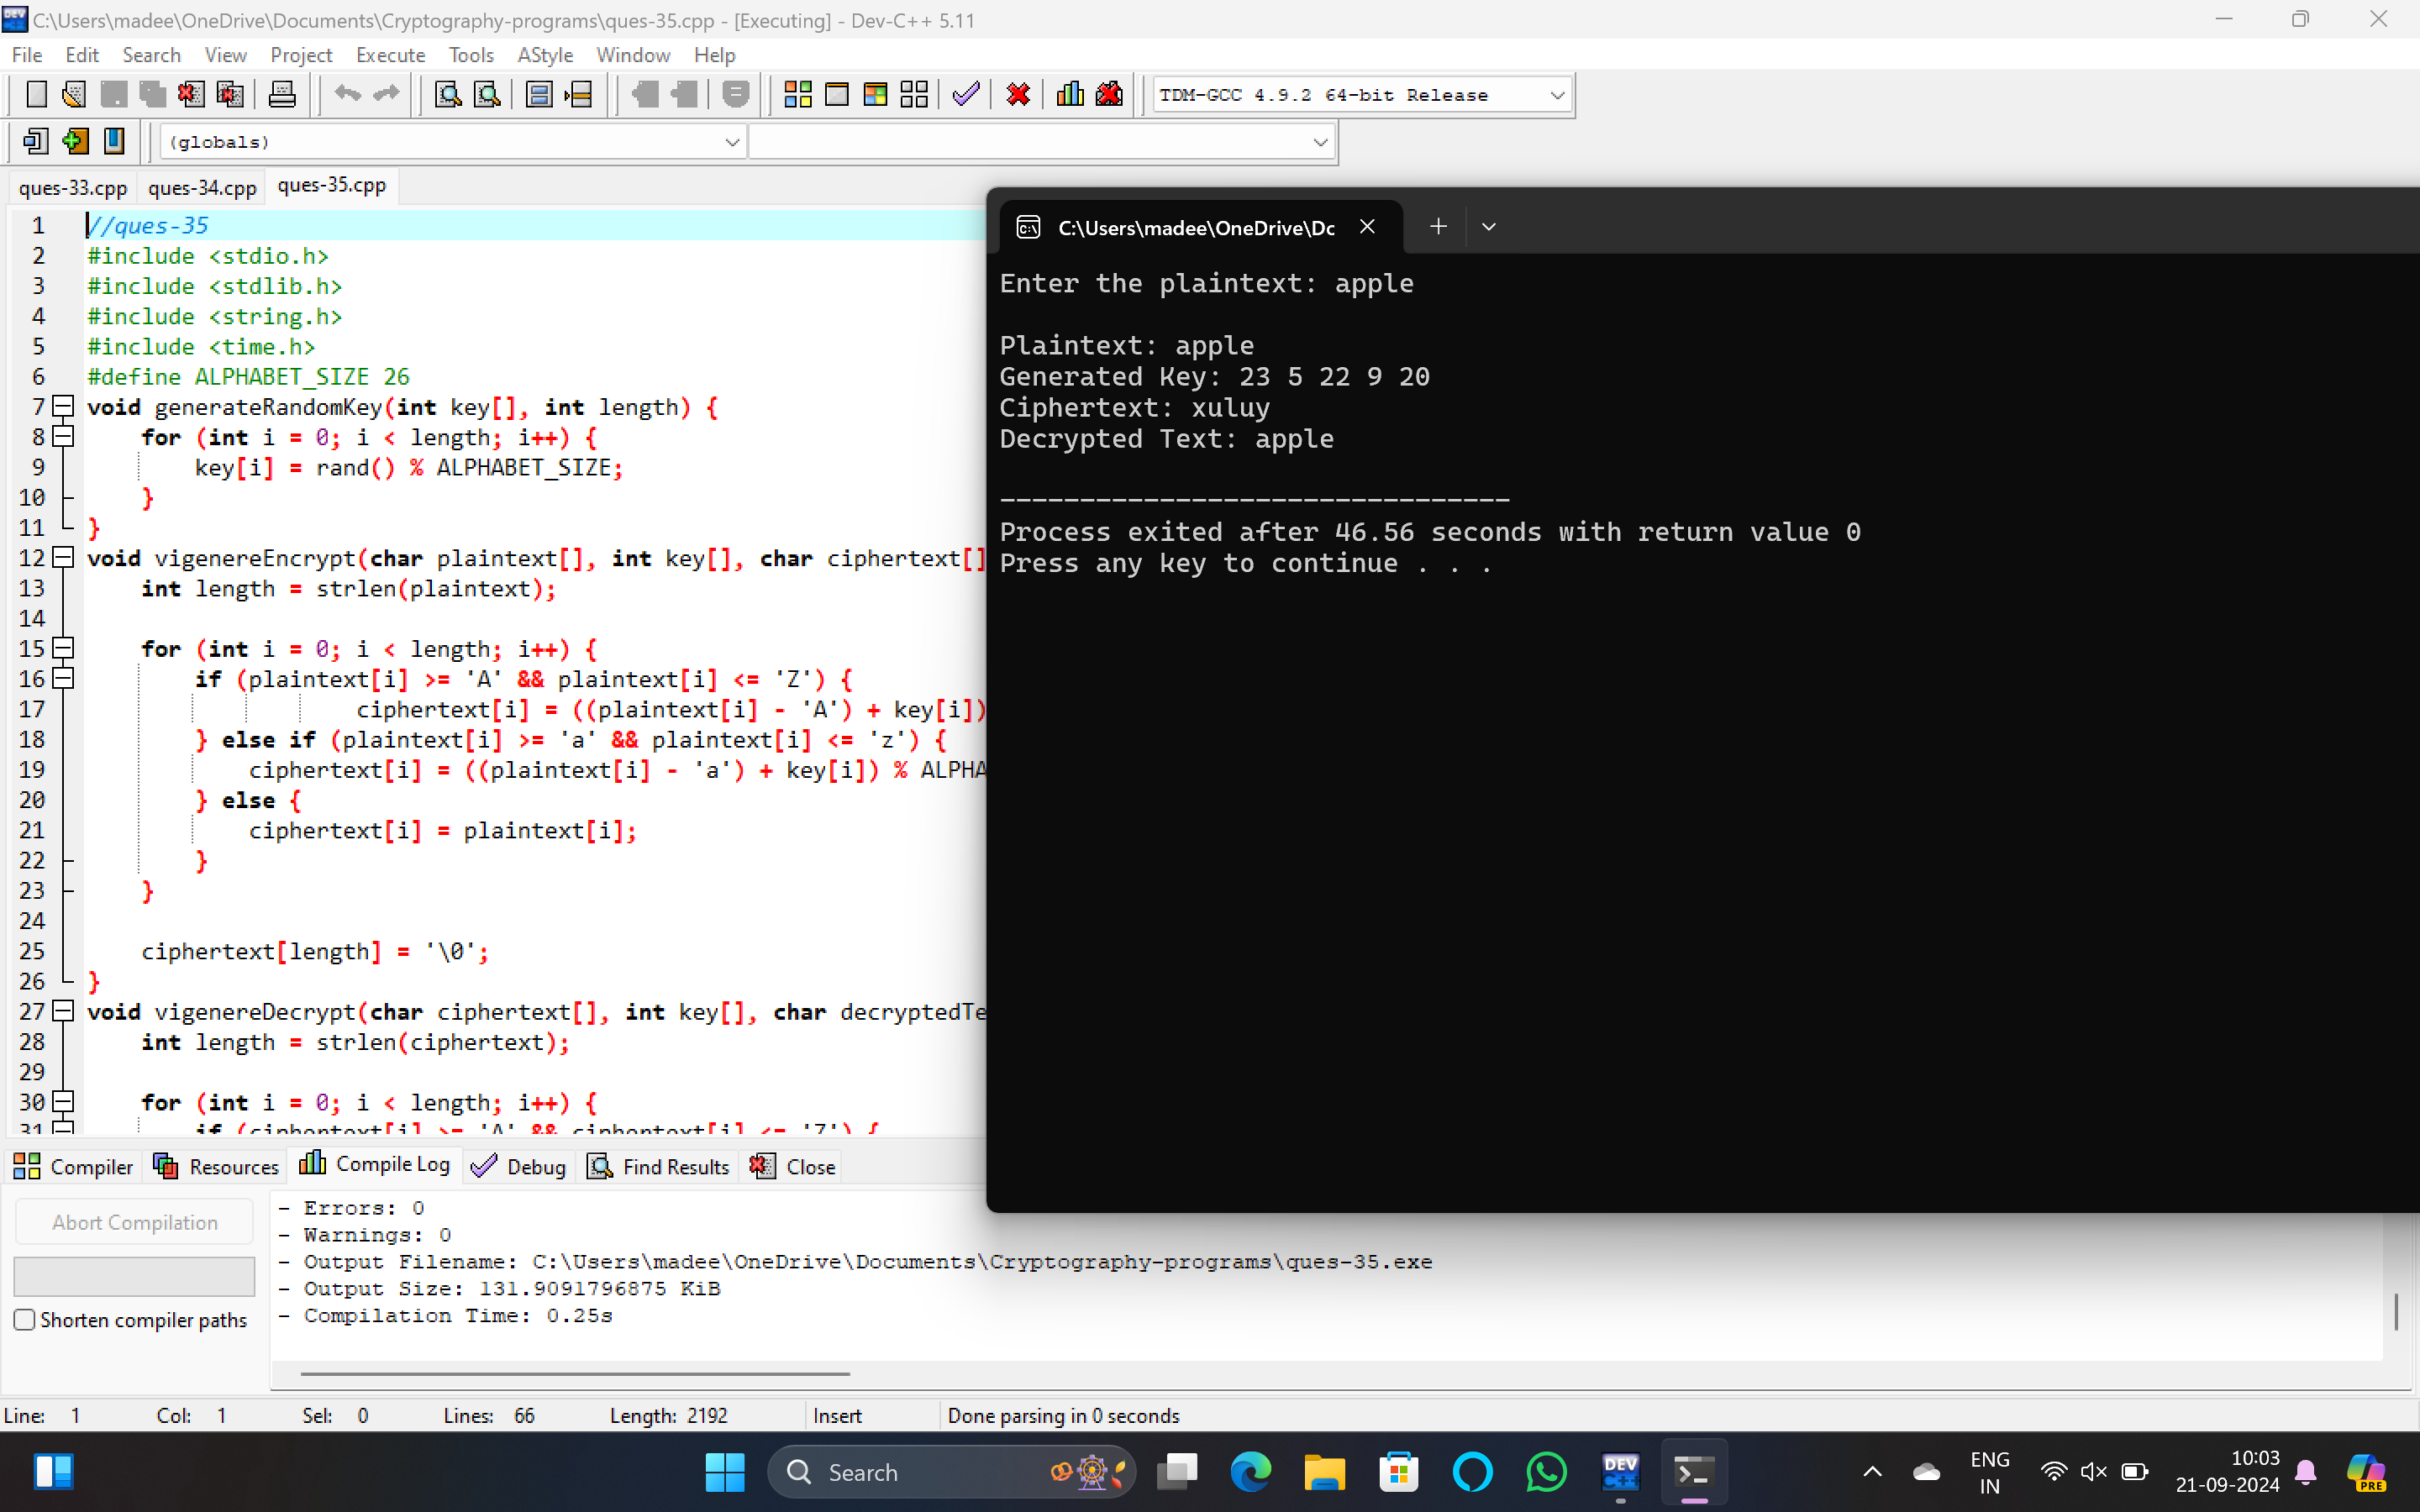 C:\Users\madee\OneDrive\Documents\Cryptography-programs\ques-35.cpp - [Executing] - Dev-C++ 5.11
File Edit Search View Project Execute Tools AStyle Window Help
TDM-GCC 4.9.2 64-bit Release
(globals)
ques-33.cpp ques-34.cpp ques-35.cpp
1 //ques-35
2 #include <stdio.h>
3 #include <stdlib.h>
4 #include <string.h>
5 #include <time.h>
6 #define ALPHABET_SIZE 26
7 void generateRandomKey(int key[], int length) {
8 for (int i = 0; i < length; i++) {
9 key[i] = rand() % ALPHABET_SIZE;
10 }
11 }
12 void vigenereEncrypt(char plaintext[], int key[], char ciphertext[]
13 int length = strlen(plaintext);
14
15 for (int i = 0; i < length; i++) {
16 if (plaintext[i] >= 'A' && plaintext[i] <= 'Z') {
17 ciphertext[i] = ((plaintext[i] - 'A') + key[i])
18 } else if (plaintext[i] >= 'a' && plaintext[i] <= 'z') {
19 ciphertext[i] = ((plaintext[i] - 'a') + key[i]) % ALPHA
20 } else {
21 ciphertext[i] = plaintext[i];
22 }
23 }
24
25 ciphertext[length] = '\0';
26 }
27 void vigenereDecrypt(char ciphertext[], int key[], char decryptedTe
28 int length = strlen(ciphertext);
29
30 for (int i = 0; i < length; i++) {
31 if (ciphertext[i] >= 'A' && ciphertext[i] <= 'Z') {
C:\Users\madee\OneDrive\Dc
Enter the plaintext: apple
Plaintext: apple
Generated Key: 23 5 22 9 20
Ciphertext: xuluy
Decrypted Text: apple
--------------------------------
Process exited after 46.56 seconds with return value 0
Press any key to continue . . .
Compiler Resources Compile Log Debug Find Results Close
Abort Compilation
Shorten compiler paths
- Errors: 0
- Warnings: 0
- Output Filename: C:\Users\madee\OneDrive\Documents\Cryptography-programs\ques-35.exe
- Output Size: 131.9091796875 KiB
- Compilation Time: 0.25s
Line: 1 Col: 1 Sel: 0 Lines: 66 Length: 2192 Insert Done parsing in 0 seconds
Search
DEV C++
ENG
IN
10:03
21-09-2024
PRE